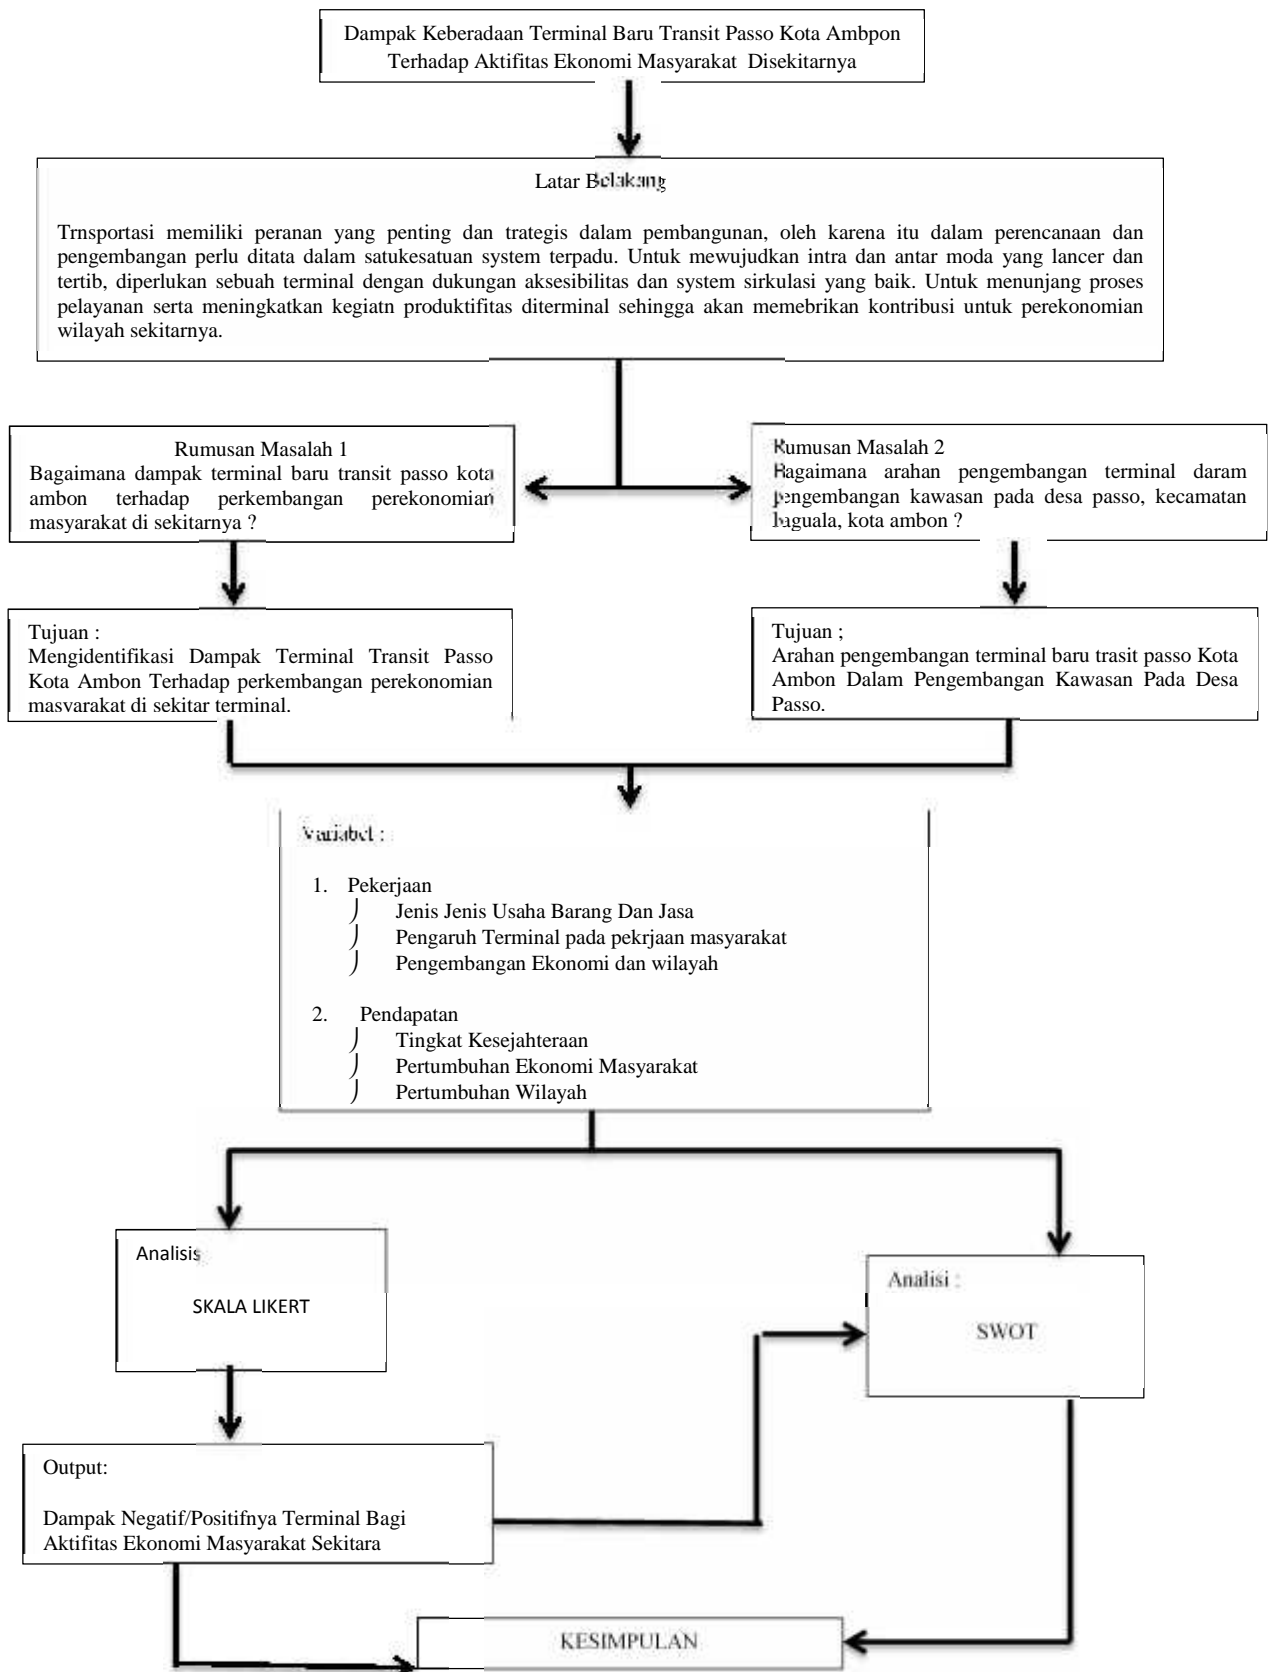 Dampak Keberadaan Terminal Baru Transit Passo Kota Ambpon
Terhadap Aktifitas Ekonomi Masyarakat Disekitarnya
Latar Belakang
Trnsportasi memiliki peranan yang penting dan trategis dalam pembangunan, oleh karena itu dalam perencanaan dan
pengembangan perlu ditata dalam satukesatuan system terpadu. Untuk mewujudkan intra dan antar moda yang lancer dan
tertib, diperlukan sebuah terminal dengan dukungan aksesibilitas dan system sirkulasi yang baik. Untuk menunjang proses
pelayanan serta meningkatkan kegiatn produktifitas diterminal sehingga akan memebrikan kontribusi untuk perekonomian
wilayah sekitarnya.
Rumusan Masalah 1
Bagaimana dampak terminal baru transit passo kota
ambon terhadap perkembangan perekonomian
masyarakat di sekitarnya ?
Rumusan Masalah 2
Bagaimana arahan pengembangan terminal daram
pengembangan kawasan pada desa passo, kecamatan
baguala, kota ambon ?
Tujuan :
Mengidentifikasi Dampak Terminal Transit Passo
Kota Ambon Terhadap perkembangan perekonomian
masyarakat di sekitar terminal.
Tujuan ;
Arahan pengembangan terminal baru trasit passo Kota
Ambon Dalam Pengembangan Kawasan Pada Desa
Passo.
Variabel :
1. Pekerjaan
Jenis Jenis Usaha Barang Dan Jasa
Pengaruh Terminal pada pekrjaan masyarakat
Pengembangan Ekonomi dan wilayah
2. Pendapatan
Tingkat Kesejahteraan
Pertumbuhan Ekonomi Masyarakat
Pertumbuhan Wilayah
Analisis
SKALA LIKERT
Analisi :
SWOT
Output:
Dampak Negatif/Positifnya Terminal Bagi
Aktifitas Ekonomi Masyarakat Sekitara
KESIMPULAN